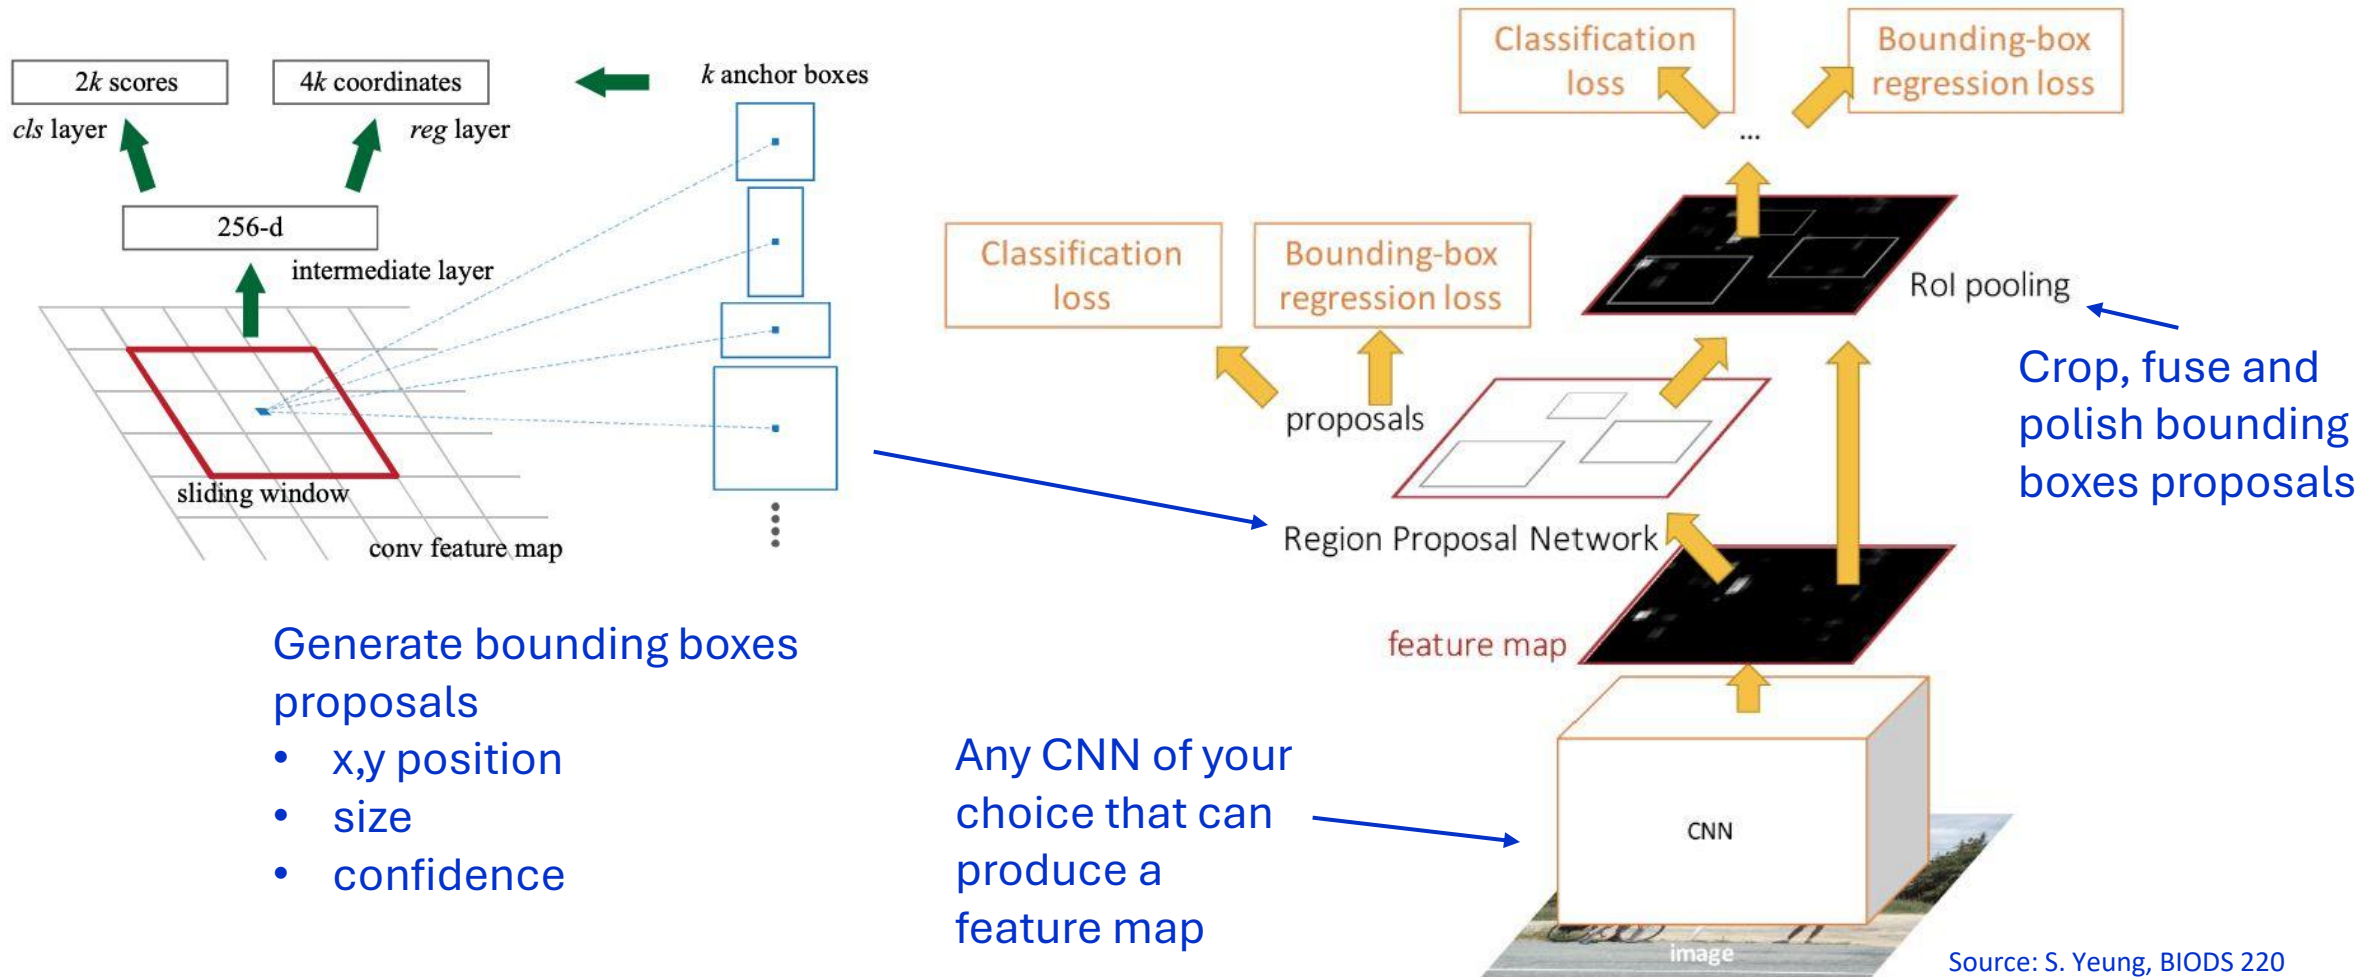 2k scores
4k coordinates
k anchor boxes
cls layer
reg layer
256-d
intermediate layer
sliding window
conv feature map
Generate bounding boxes
proposals
• x,y position
• size
• confidence
Classification
loss
Bounding-box
regression loss
...
Classification
loss
Bounding-box
regression loss
RoI pooling
proposals
Crop, fuse and
polish bounding
boxes proposals
Region Proposal Network
feature map
Any CNN of your
choice that can
produce a
feature map
CNN
image
Source: S. Yeung, BIODS 220